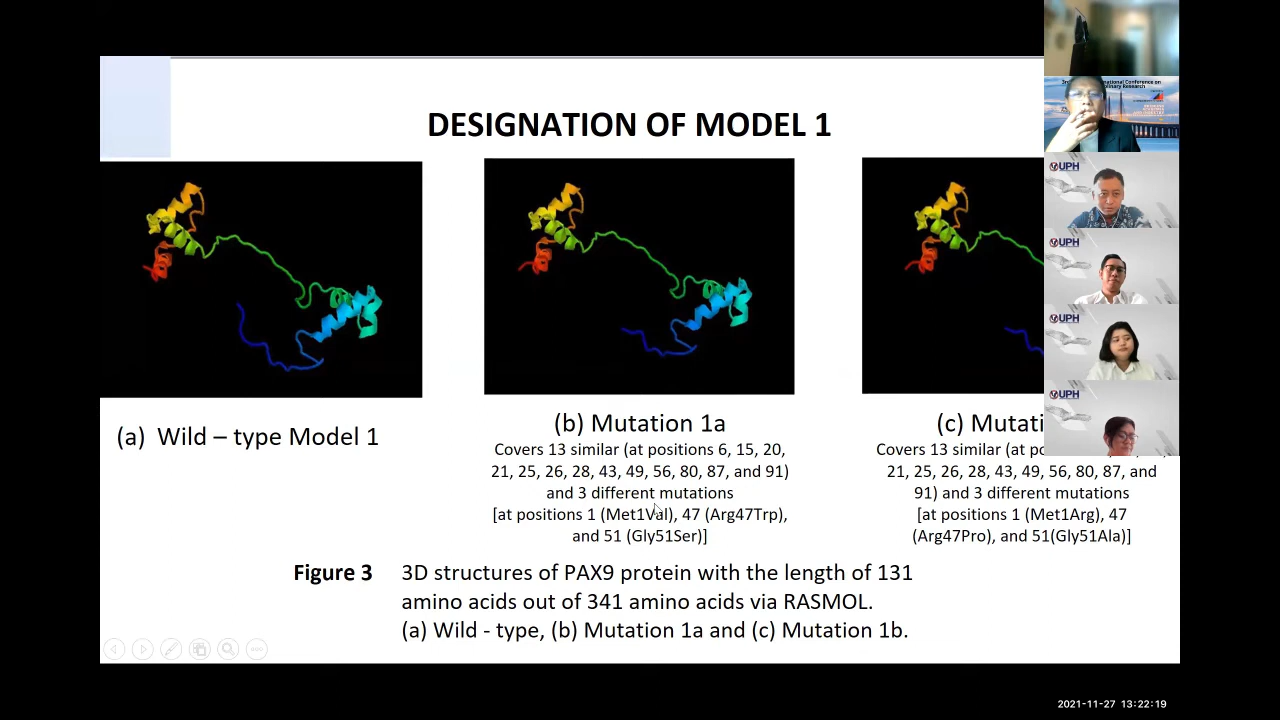 DESIGNATION OF MODEL 1
(a) Wild – type Model 1
(b) Mutation 1a
Covers 13 similar (at positions 6, 15, 20,
21, 25, 26, 28, 43, 49, 56, 80, 87, and 91)
and 3 different mutations
[at positions 1 (Met1Val), 47 (Arg47Trp),
and 51 (Gly51Ser)]
(c)
Covers 13 similar (at
21, 25, 26, 28, 43, 49, 56, 80, 87, and
91) and 3 different mutations
[at positions 1 (Met1Arg), 47
(Arg47Pro), and 51(Gly51Ala)]
Figure 3
3D structures of PAX9 protein with the length of 131
amino acids out of 341 amino acids via RASMOL.
(a) Wild - type, (b) Mutation 1a and (c) Mutation 1b.
UPH
UPH
UPH
UPH
2021-11-27 13:22:19